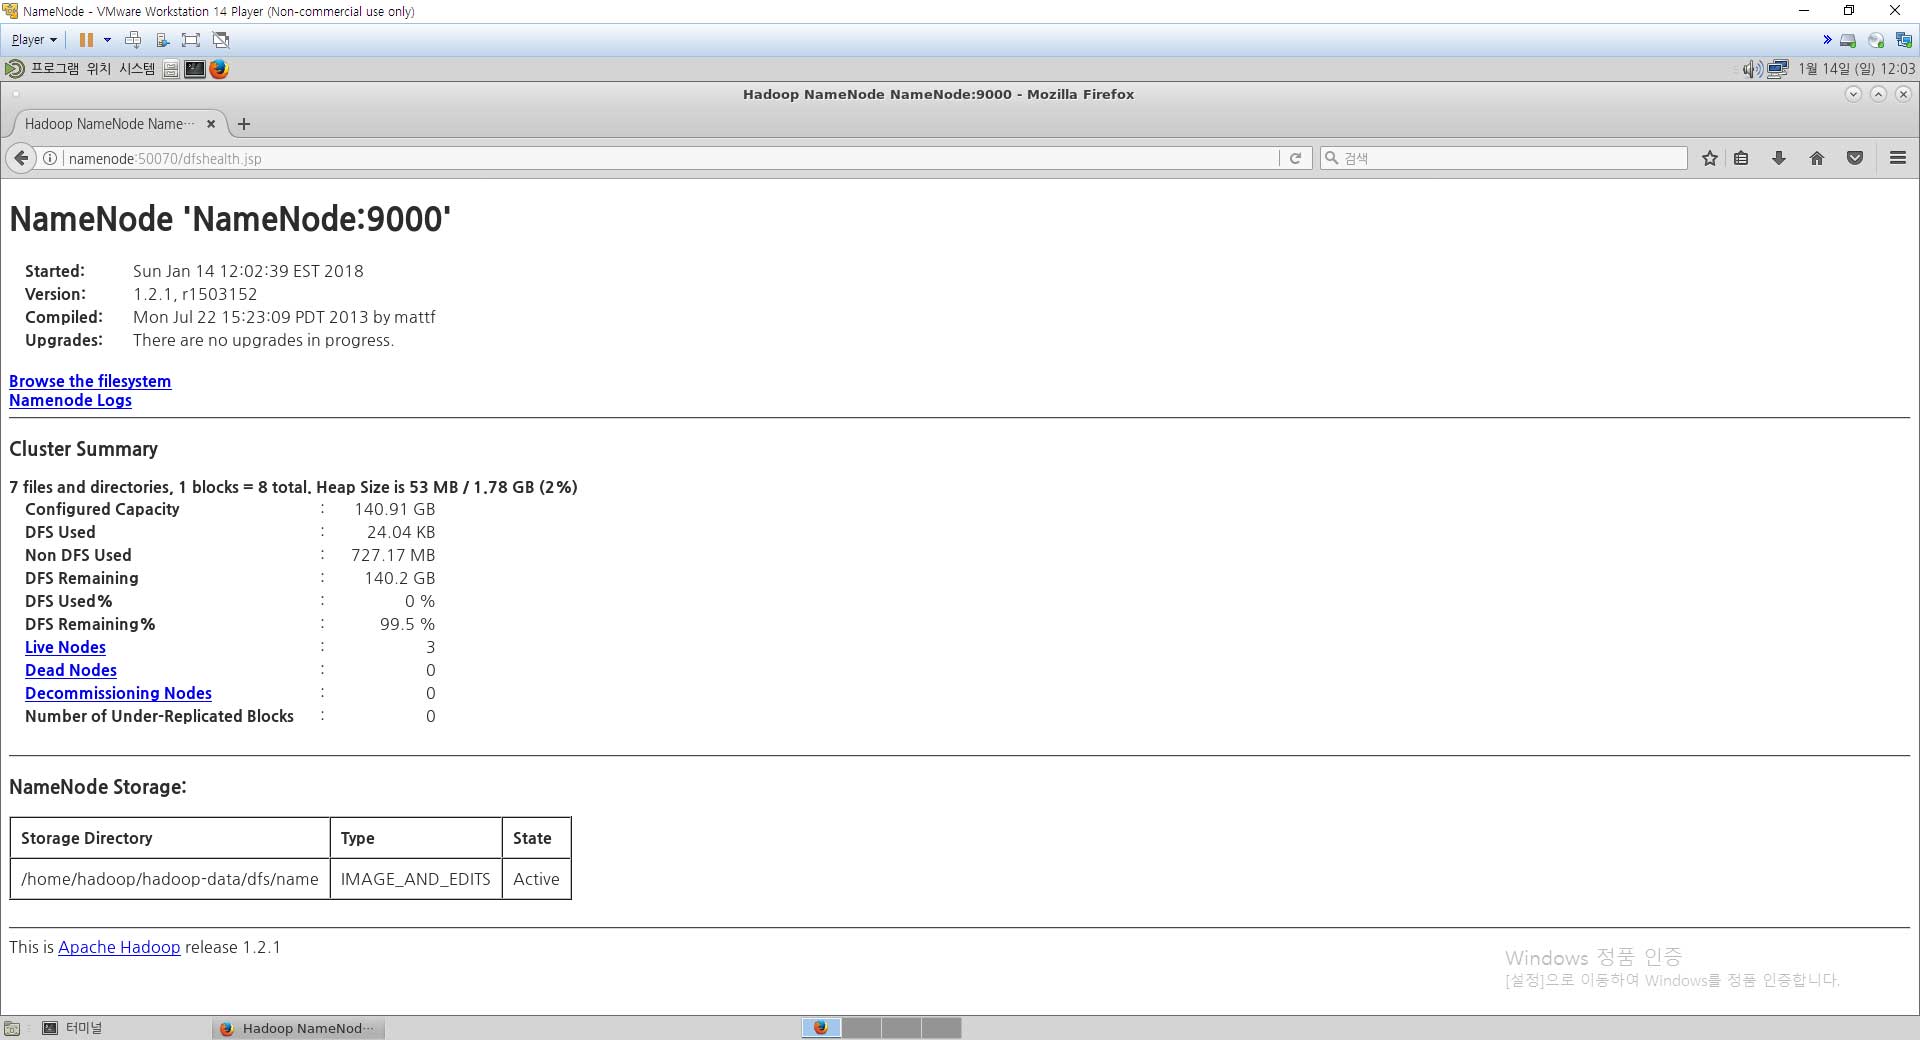 NameNode - VMware Workstation 14 Player (Non-commercial use only)
Player
프로그램 위치 시스템
1월 14일 (일) 12:03
Hadoop NameNode NameNode:9000 - Mozilla Firefox
Hadoop NameNode Name···
namenode:50070/dfshealth.jsp
검색
NameNode 'NameNode:9000'
Started: Sun Jan 14 12:02:39 EST 2018
Version: 1.2.1, r1503152
Compiled: Mon Jul 22 15:23:09 PDT 2013 by mattf
Upgrades: There are no upgrades in progress.
Browse the filesystem
Namenode Logs
Cluster Summary
7 files and directories, 1 blocks = 8 total. Heap Size is 53 MB / 1.78 GB (2%)
Configured Capacity : 140.91 GB
DFS Used : 24.04 KB
Non DFS Used : 727.17 MB
DFS Remaining : 140.2 GB
DFS Used% : 0 %
DFS Remaining% : 99.5 %
Live Nodes : 3
Dead Nodes : 0
Decommissioning Nodes : 0
Number of Under-Replicated Blocks : 0
NameNode Storage:
Storage Directory Type State
/home/hadoop/hadoop-data/dfs/name IMAGE_AND_EDITS Active
This is Apache Hadoop release 1.2.1
Windows 정품 인증
[설정]으로 이동하여 Windows를 정품 인증합니다.
터미널
Hadoop NameNod···